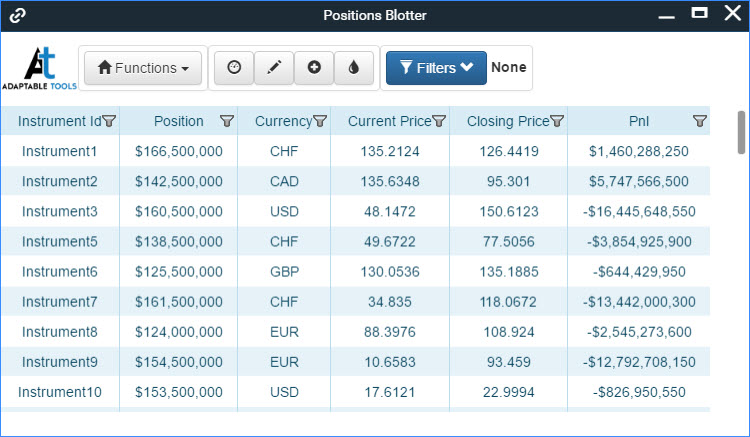 Positions Blotter
At
ADAPTABLE TOOLS
Functions
Filters
None
Instrument Id Position Currency Current Price Closing Price Pnl
Instrument1 $166,500,000 CHF 135.2124 126.4419 $1,460,288,250
Instrument2 $142,500,000 CAD 135.6348 95.301 $5,747,566,500
Instrument3 $160,500,000 USD 48.1472 150.6123 -$16,445,648,550
Instrument5 $138,500,000 CHF 49.6722 77.5056 -$3,854,925,900
Instrument6 $125,500,000 GBP 130.0536 135.1885 -$644,429,950
Instrument7 $161,500,000 CHF 34.835 118.0672 -$13,442,000,300
Instrument8 $124,000,000 EUR 88.3976 108.924 -$2,545,273,600
Instrument9 $154,500,000 EUR 10.6583 93.459 -$12,792,708,150
Instrument10 $153,500,000 USD 17.6121 22.9994 -$826,950,550